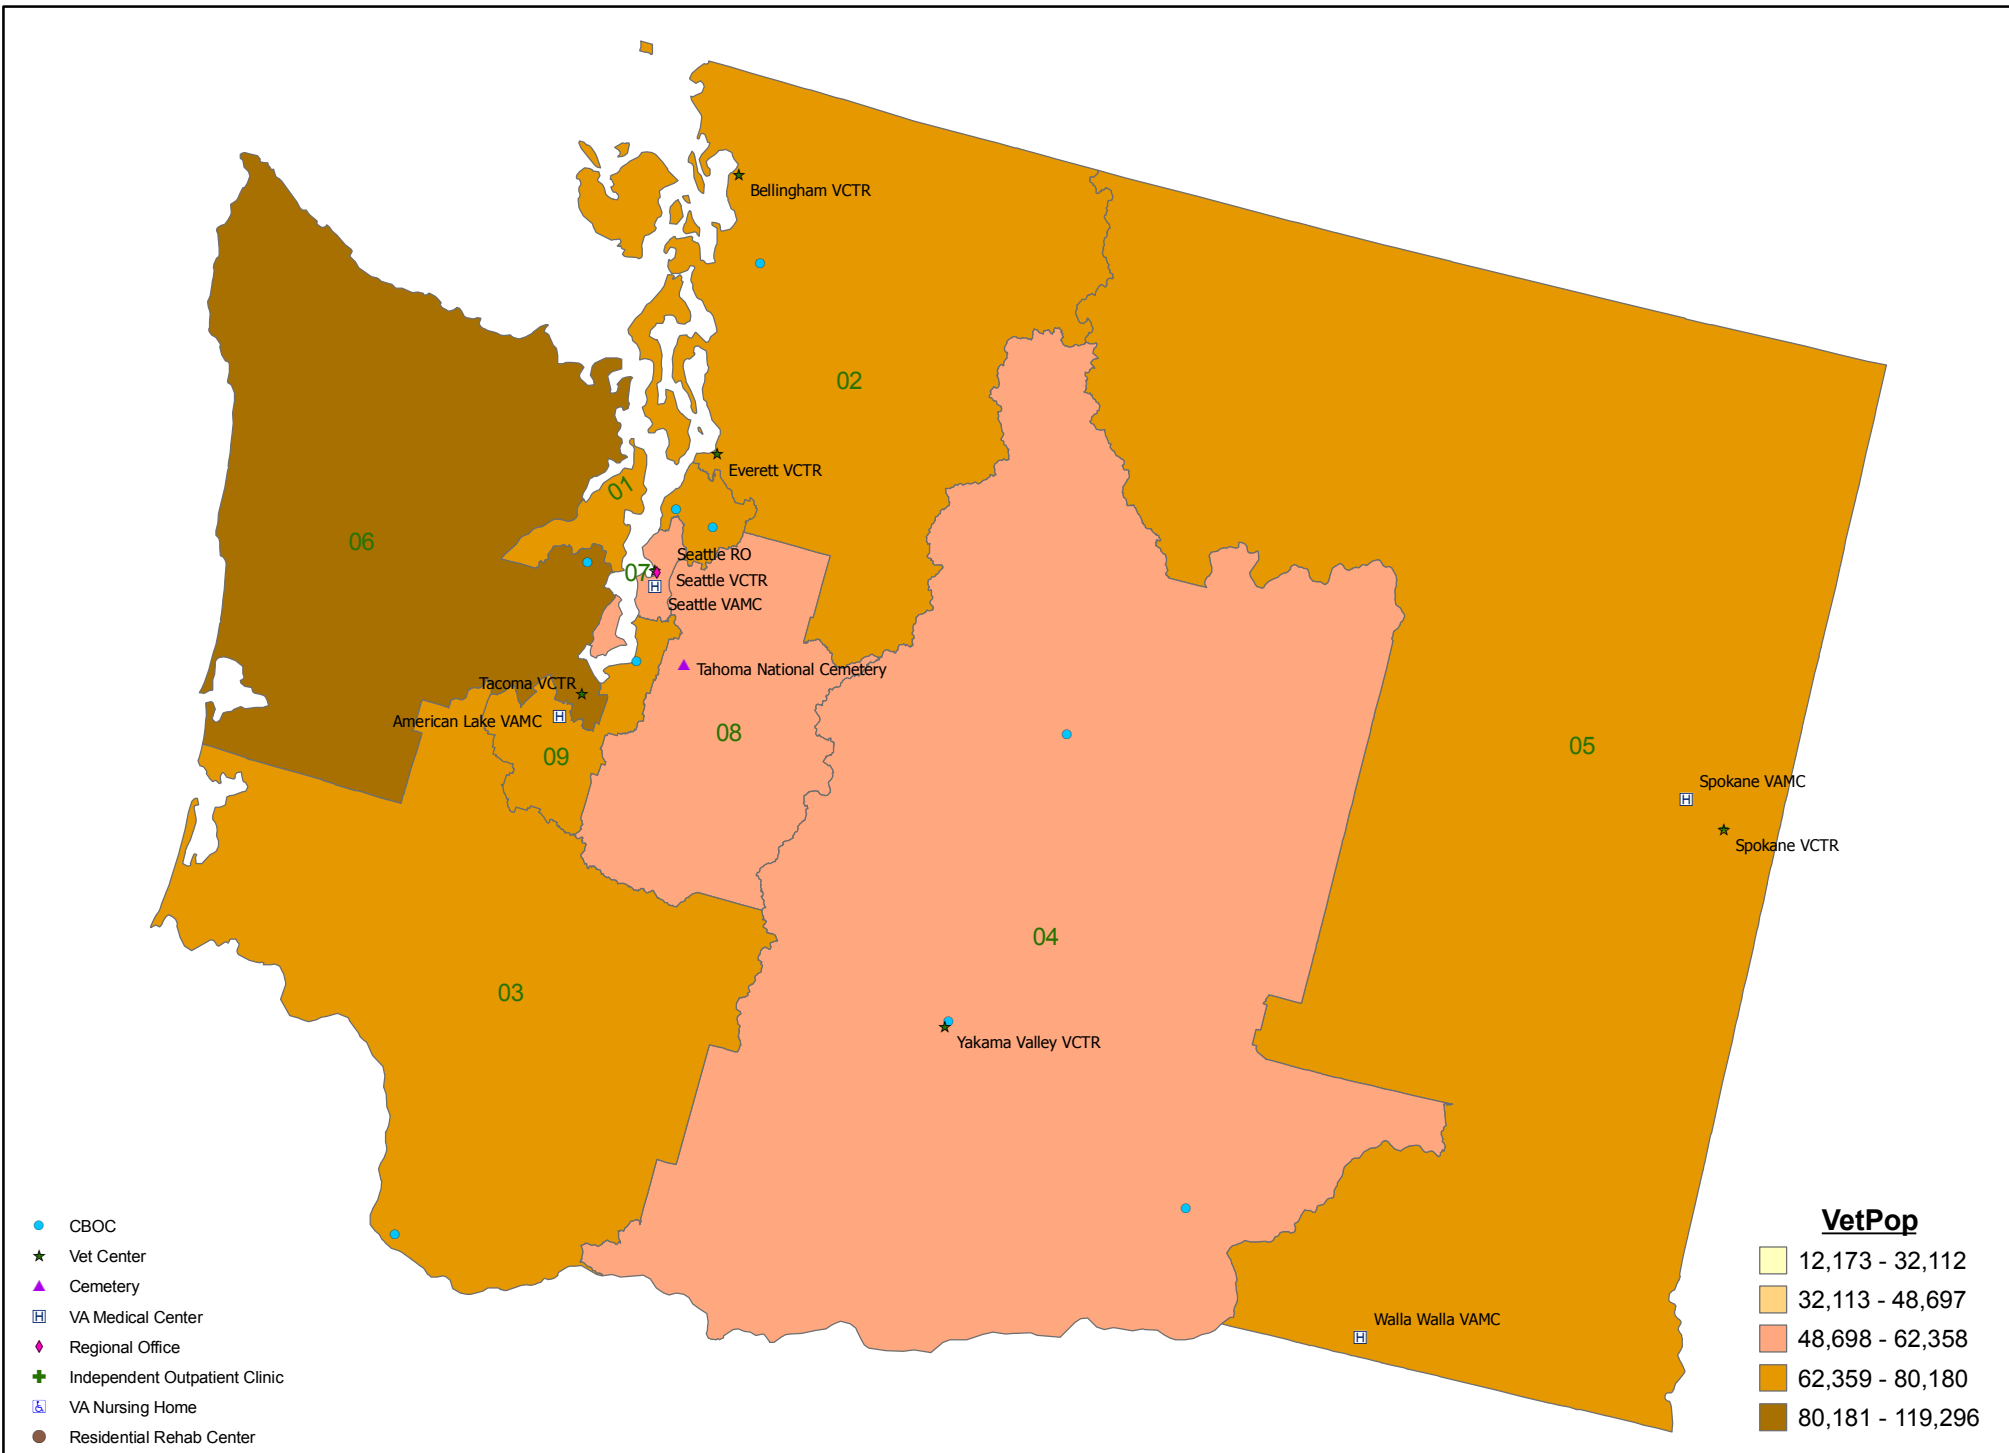 Bellingham VCTR
02
Everett VCTR
01
06
Seattle RO
07
Seattle VCTR
Seattle VAMC
Tahoma National Cemetery
Tacoma VCTR
American Lake VAMC
08
09
05
Spokane VAMC
Spokane VCTR
04
03
Yakama Valley VCTR
Walla Walla VAMC
CBOC
Vet Center
Cemetery
H VA Medical Center
Regional Office
Independent Outpatient Clinic
VA Nursing Home
Residential Rehab Center
VetPop
12,173 - 32,112
32,113 - 48,697
48,698 - 62,358
62,359 - 80,180
80,181 - 119,296